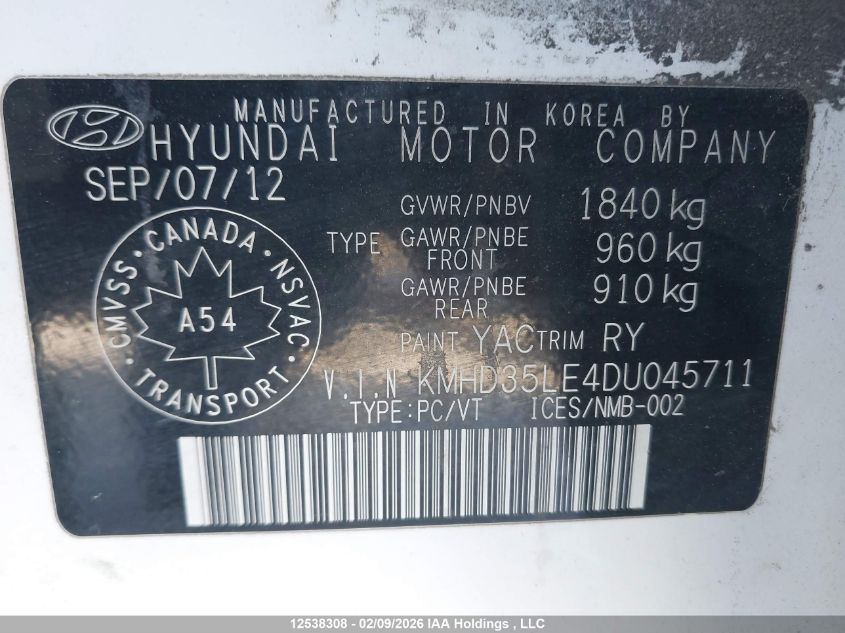 MANUFACTURED IN KOREA BY
HYUNDAI MOTOR COMPANY
SEP/07/12
GVWR/PNBV 1840 kg
TYPE GAWR/PNBE FRONT 960 kg
GAWR/PNBE REAR 910 kg
CMVSS · CANADA · NSVAC
A54
TRANSPORT
PAINT YAC TRIM RY
V.I.N KMHD35LE4DU045711
TYPE:PC/VT ICES/NMB-002
12538308 - 02/09/2026 IAA Holdings , LLC